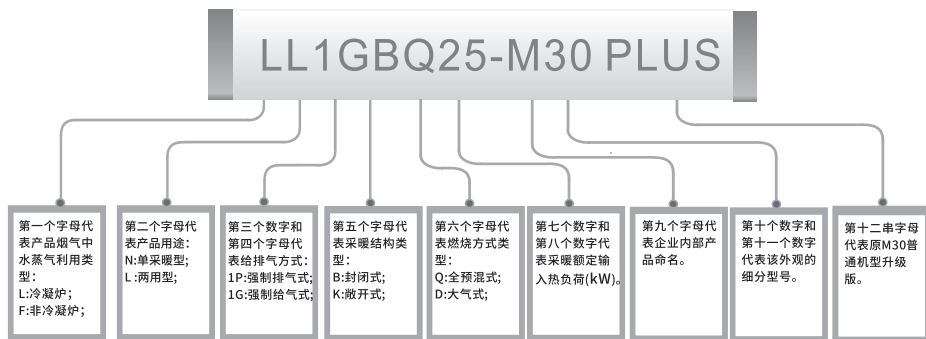 LL1GBQ25-M30 PLUS
第一个字母代
表产品烟气中
水蒸气利用类
型：
L:冷凝炉；
F:非冷凝炉；
第二个字母代
表产品用途：
N:单采暖型;
L:两用型;
第三个数字和
第四个字母代
表给排气方式：
1P:强制排气式;
1G:强制给气式;
第五个字母代
表采暖结构类
型：
B:封闭式;
K:敞开式;
第六个字母代
表燃烧方式类
型：
Q:全预混式;
D:大气式;
第七个数字和
第八个数字代
表采暖额定输
入热负荷(kW)。
第九个字母代
表企业内部产
品命名。
第十个数字和
第十一个数字
代表该外观的
细分型号。
第十二串字母
代表原M30普
通机型升级
版。